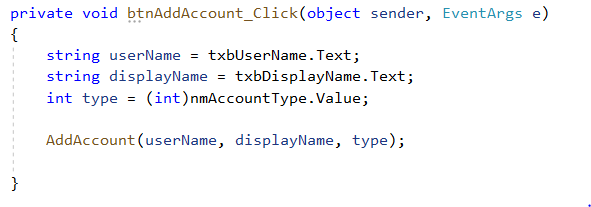 private void btnAddAccount_Click(object sender, EventArgs e)
{
    string userName = txbUserName.Text;
    string displayName = txbDisplayName.Text;
    int type = (int)nmAccountType.Value;

    AddAccount(userName, displayName, type);

}